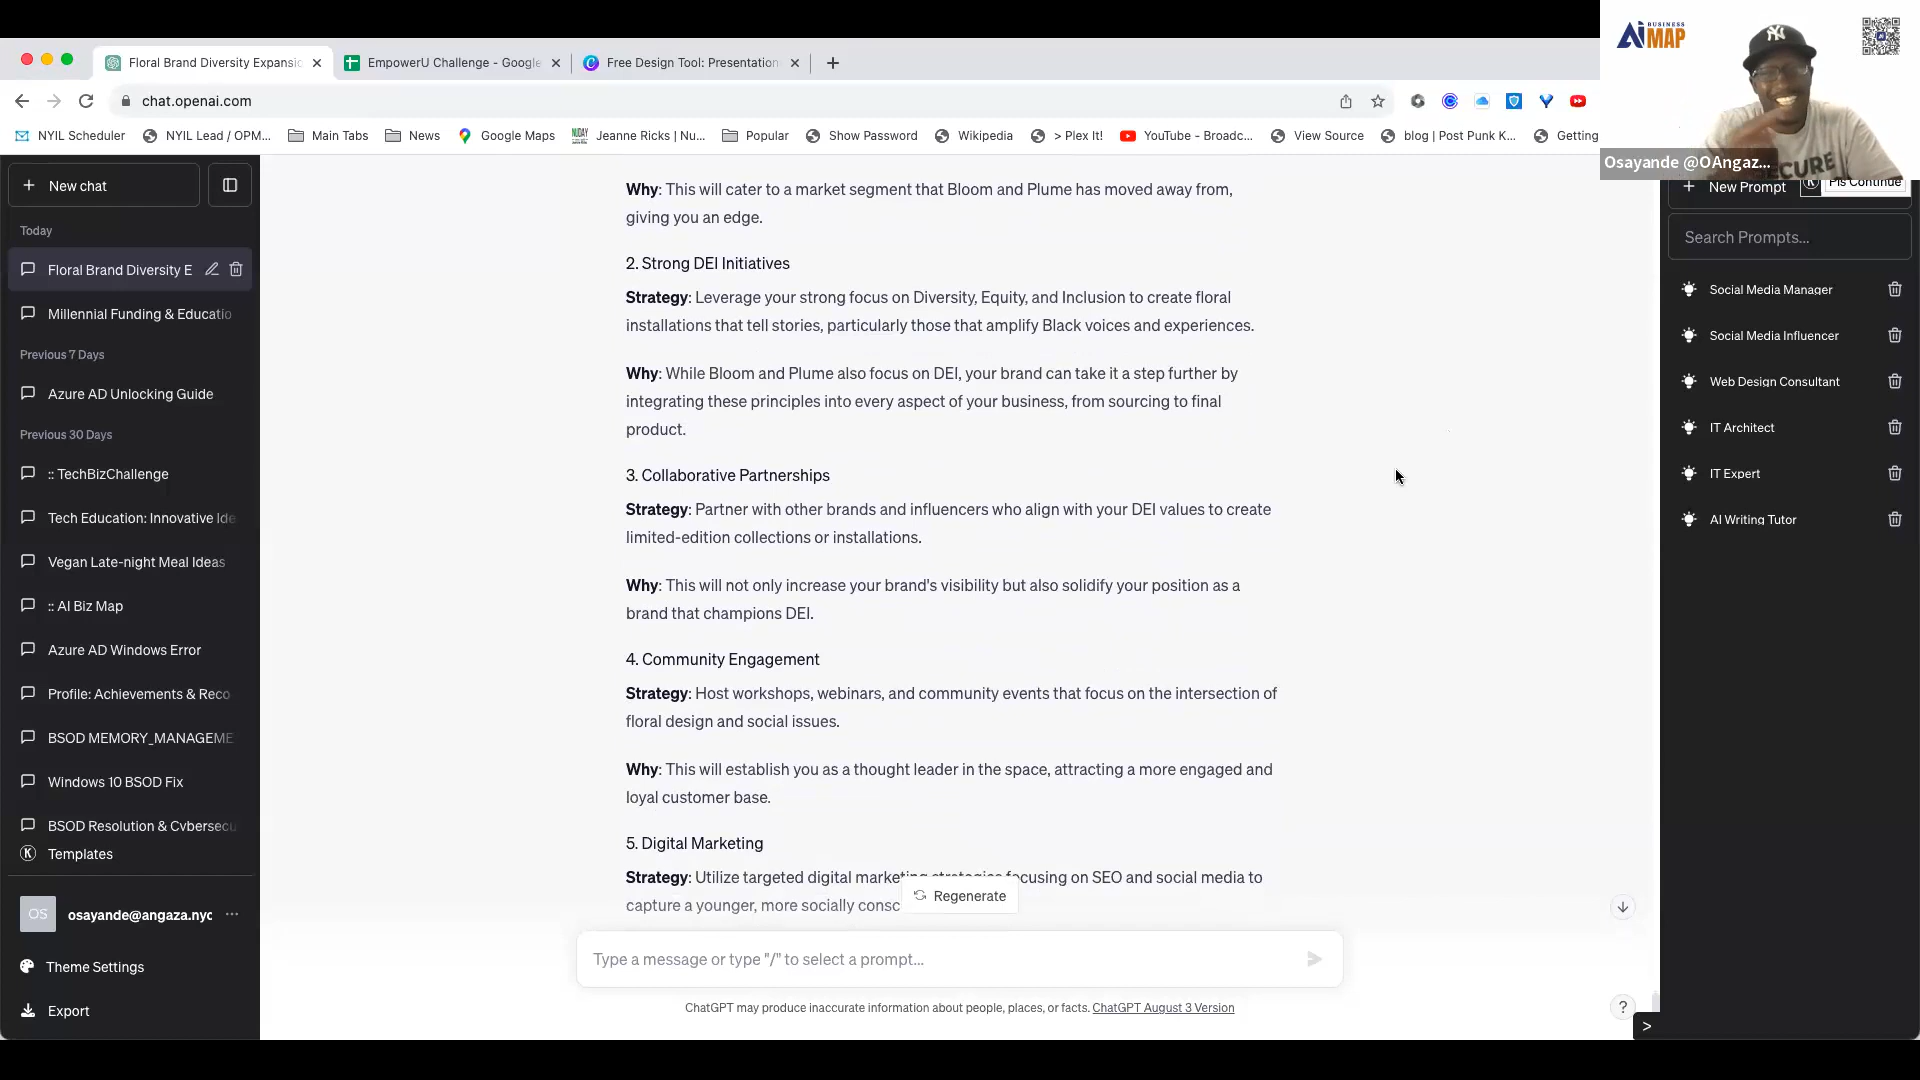 Floral Brand Diversity Expansio
EmpowerU Challenge - Google
Free Design Tool: Presentation
chat.openai.com
NYIL Scheduler
NYIL Lead / OPM...
Main Tabs
News
Google Maps
Jeanne Ricks | Nu...
Popular
Show Password
Wikipedia
> Plex It!
YouTube - Broadc...
View Source
blog | Post Punk K...
Getting
BUSINESS
Ai MAP
SECURE
Osayande @OAngaz...
New chat
Today
Floral Brand Diversity E
Millennial Funding & Educatio
Previous 7 Days
Azure AD Unlocking Guide
Previous 30 Days
:: TechBizChallenge
Tech Education: Innovative Ide
Vegan Late-night Meal Ideas
:: AI Biz Map
Azure AD Windows Error
Profile: Achievements & Reco
BSOD MEMORY_MANAGEME
Windows 10 BSOD Fix
BSOD Resolution & Cybersecu
Templates
OS
osayande@angaza.nyc
Theme Settings
Export
Why: This will cater to a market segment that Bloom and Plume has moved away from,
giving you an edge.
2. Strong DEI Initiatives
Strategy: Leverage your strong focus on Diversity, Equity, and Inclusion to create floral
installations that tell stories, particularly those that amplify Black voices and experiences.
Why: While Bloom and Plume also focus on DEI, your brand can take it a step further by
integrating these principles into every aspect of your business, from sourcing to final
product.
3. Collaborative Partnerships
Strategy: Partner with other brands and influencers who align with your DEI values to create
limited-edition collections or installations.
Why: This will not only increase your brand's visibility but also solidify your position as a
brand that champions DEI.
4. Community Engagement
Strategy: Host workshops, webinars, and community events that focus on the intersection of
floral design and social issues.
Why: This will establish you as a thought leader in the space, attracting a more engaged and
loyal customer base.
5. Digital Marketing
Strategy: Utilize targeted digital marketing strategies focusing on SEO and social media to
capture a younger, more socially consc
Regenerate
Type a message or type "/" to select a prompt...
ChatGPT may produce inaccurate information about people, places, or facts. ChatGPT August 3 Version
?
>
New Prompt
Pls Continue
Search Prompts...
Social Media Manager
Social Media Influencer
Web Design Consultant
IT Architect
IT Expert
AI Writing Tutor